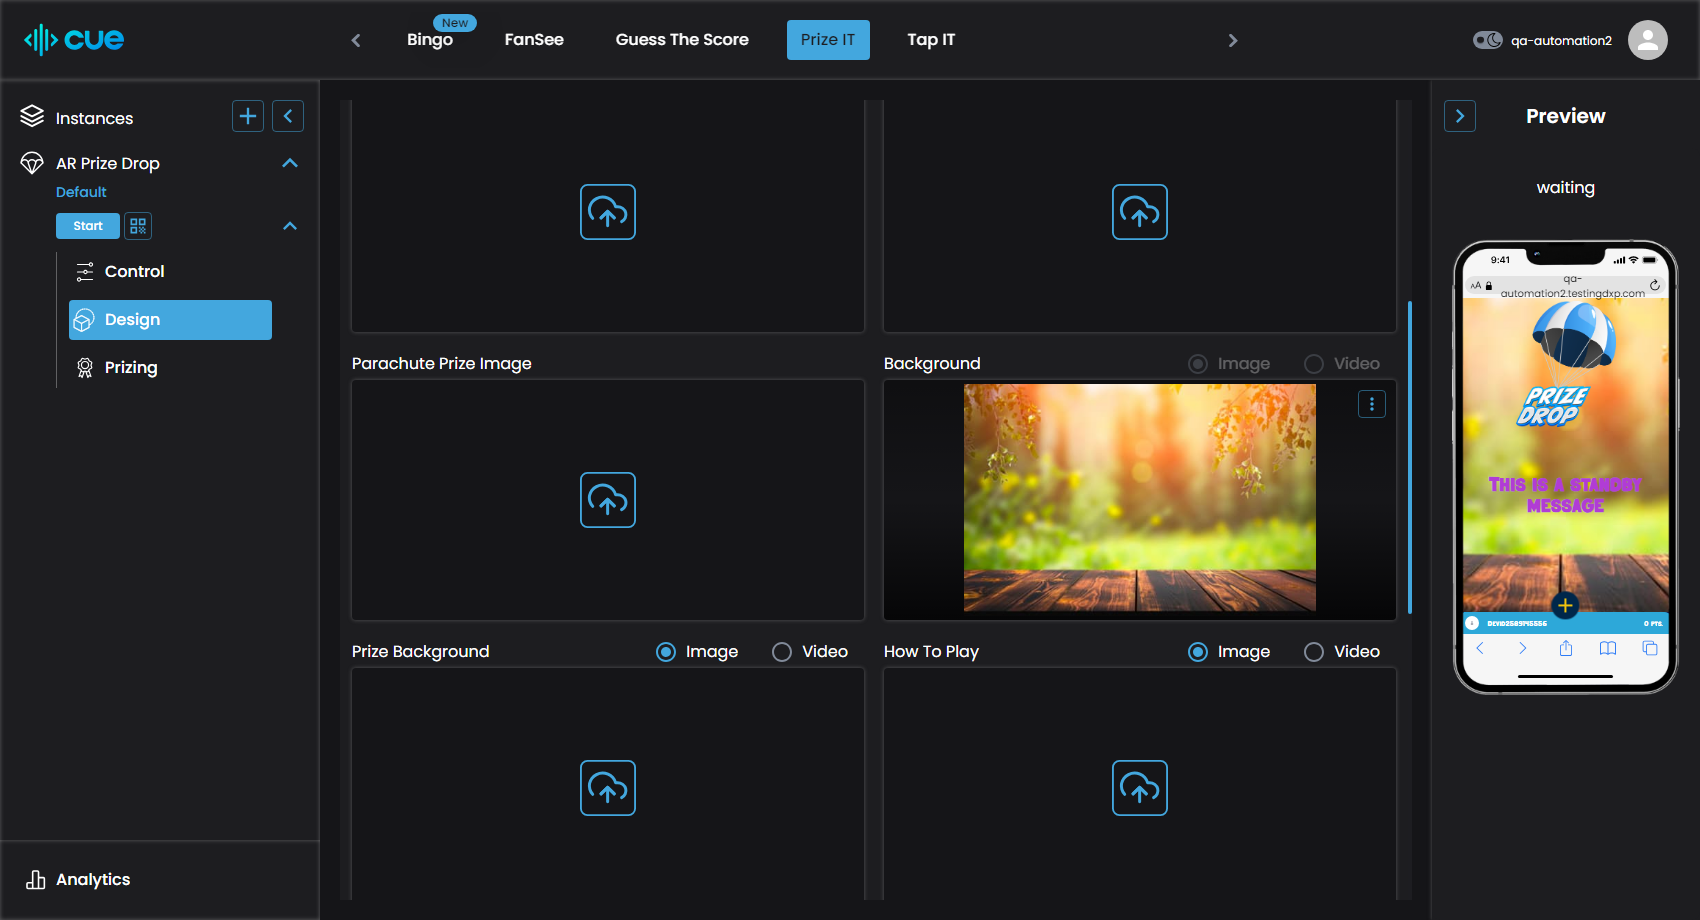 cue
New
Bingo
FanSee
Guess The Score
Prize IT
Tap IT
qa-automation2
Instances
AR Prize Drop
Default
Start
Control
Design
Prizing
Analytics
Parachute Prize Image
Background
Image
Video
Prize Background
Image
Video
How To Play
Image
Video
Preview
waiting
9:41
AA
qa-
automation2.testingdxp.com
PRIZE
DROP
THIS IS A STANDBY
MESSAGE
0 PTS.